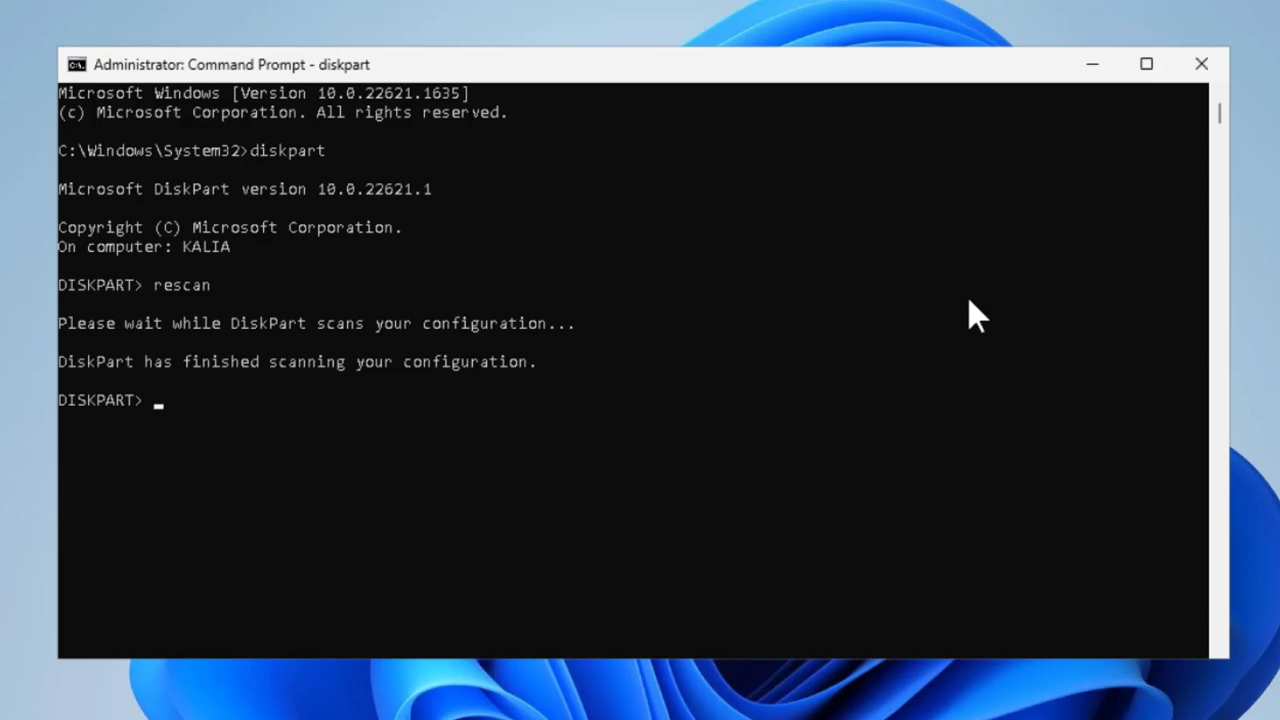 Administrator: Command Prompt - diskpart
Microsoft Windows [Version 10.0.22621.1635]
(c) Microsoft Corporation. All rights reserved.
C:\Windows\System32>diskpart
Microsoft DiskPart version 10.0.22621.1
Copyright (C) Microsoft Corporation.
On computer: KALIA
DISKPART> rescan
Please wait while DiskPart scans your configuration...
DiskPart has finished scanning your configuration.
DISKPART>